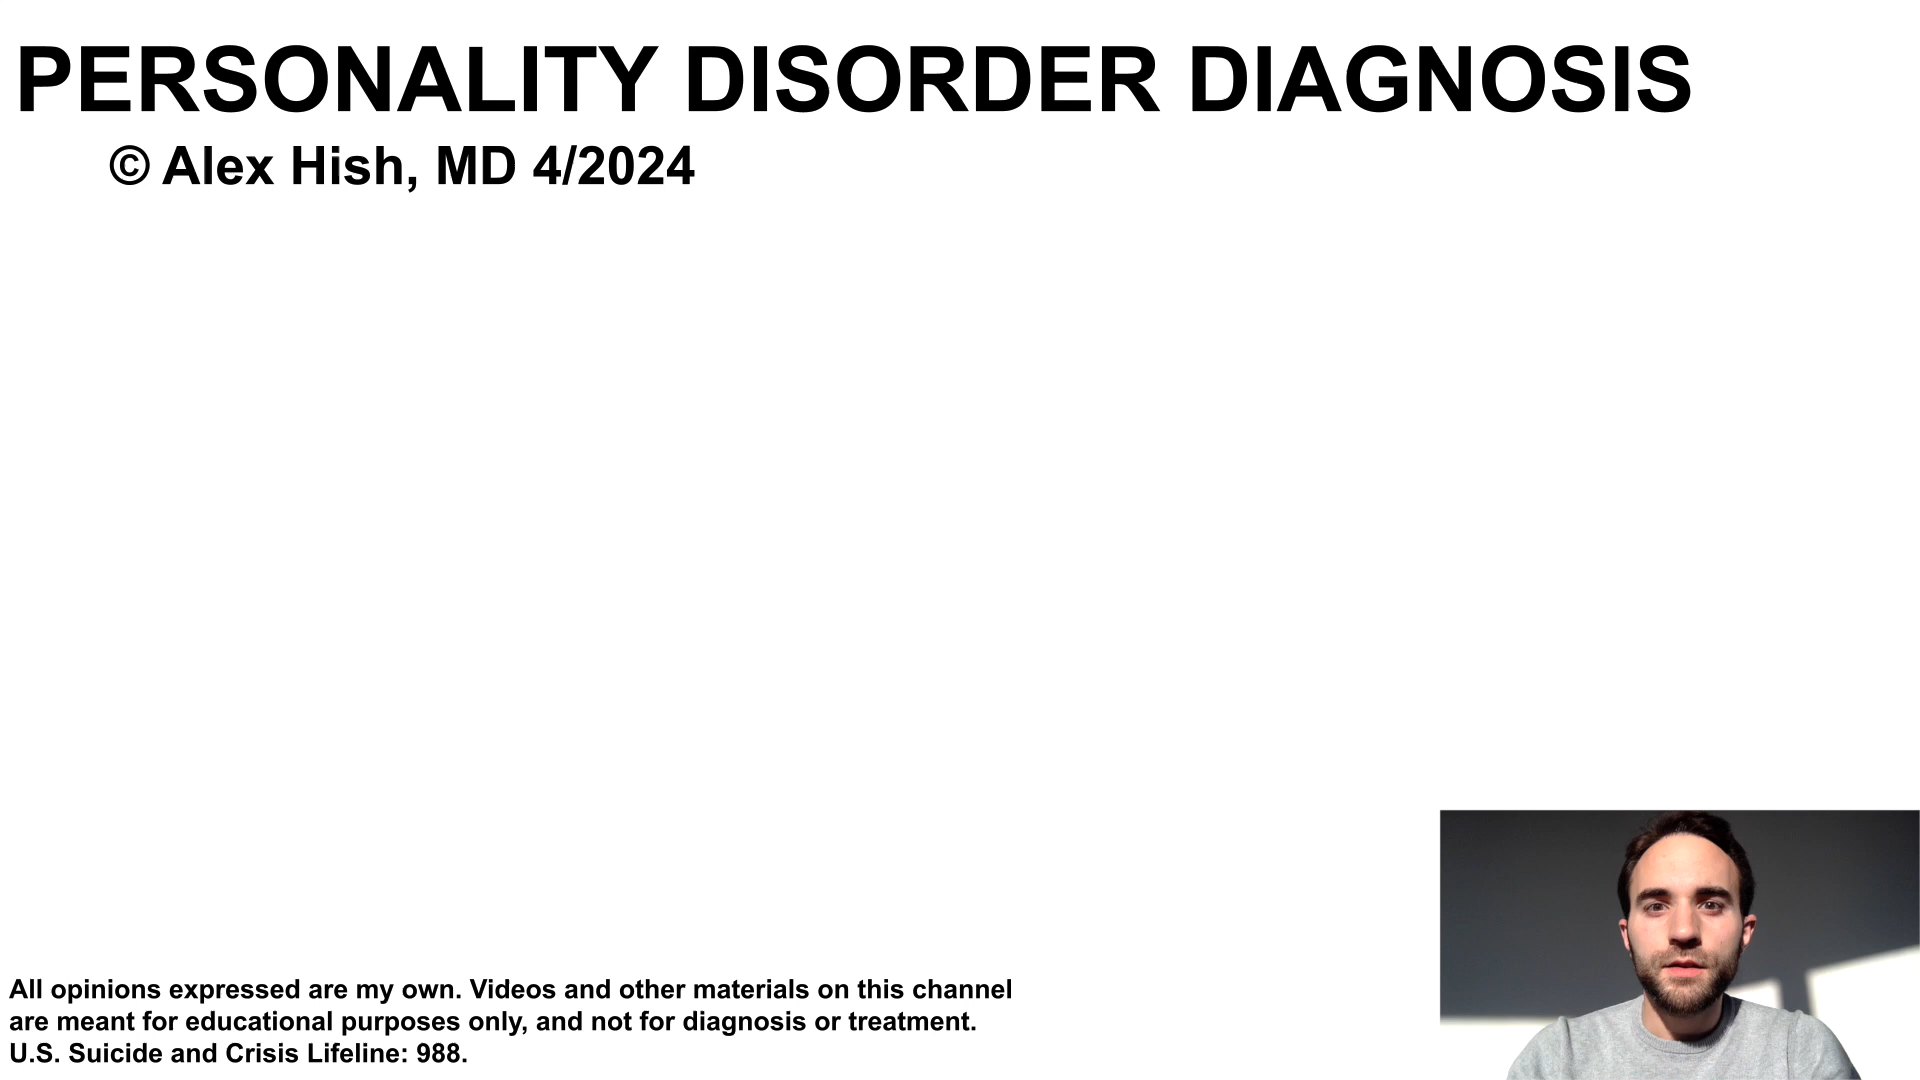 PERSONALITY DISORDER DIAGNOSIS
© Alex Hish, MD 4/2024
All opinions expressed are my own. Videos and other materials on this channel
are meant for educational purposes only, and not for diagnosis or treatment.
U.S. Suicide and Crisis Lifeline: 988.